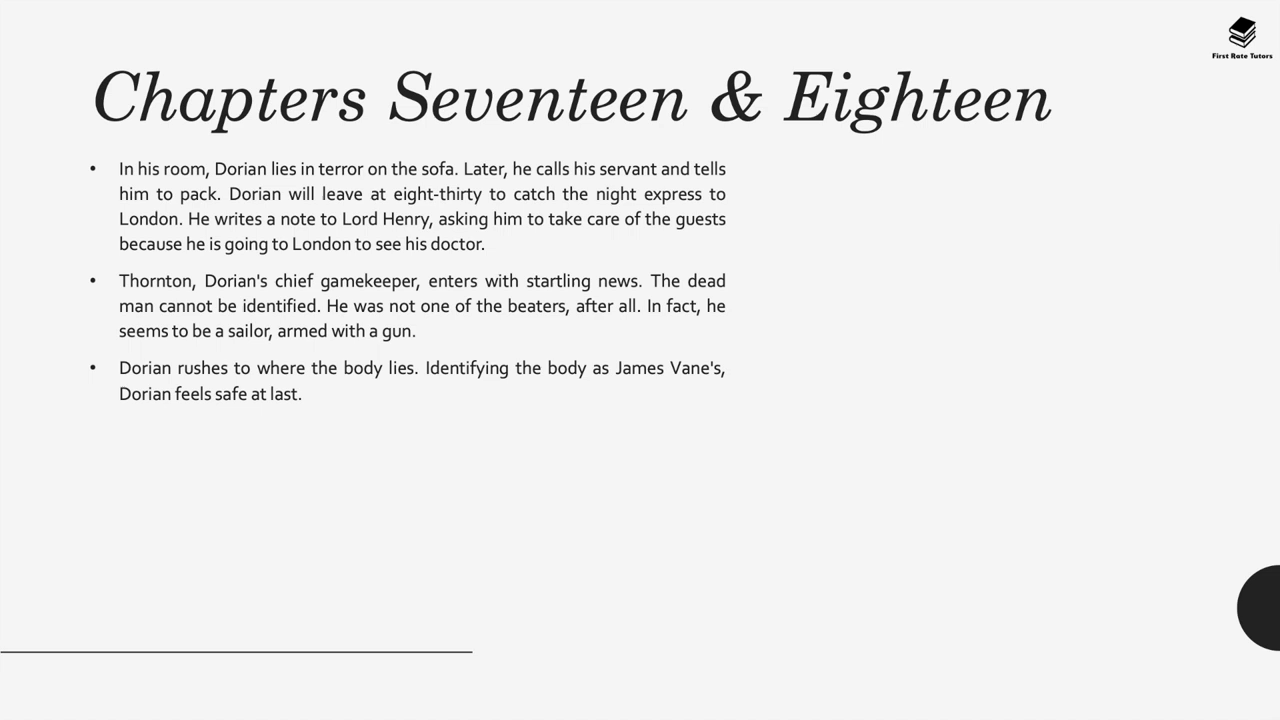 First Rate Tutors
Chapters Seventeen & Eighteen
• In his room, Dorian lies in terror on the sofa. Later, he calls his servant and tells
him to pack. Dorian will leave at eight-thirty to catch the night express to
London. He writes a note to Lord Henry, asking him to take care of the guests
because he is going to London to see his doctor.
• Thornton, Dorian's chief gamekeeper, enters with startling news. The dead
man cannot be identified. He was not one of the beaters, after all. In fact, he
seems to be a sailor, armed with a gun.
• Dorian rushes to where the body lies. Identifying the body as James Vane's,
Dorian feels safe at last.